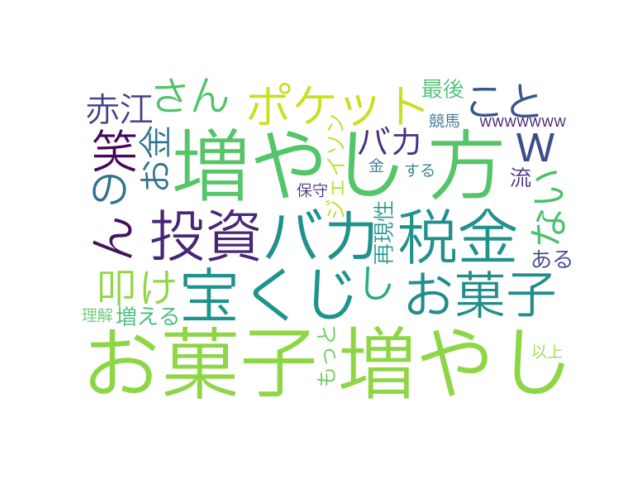 赤江
さん
ポケット
最後
こと
競馬
wwwwwww
笑
お金
増やし方
ジェイソン
バカ
w
の
金
する
流
ない
保守
ん
投資
バカ
再現性
税金
ある
叩け
宝くじ
し
お菓子
理解
増える
お菓子
もっと
増やし
以上